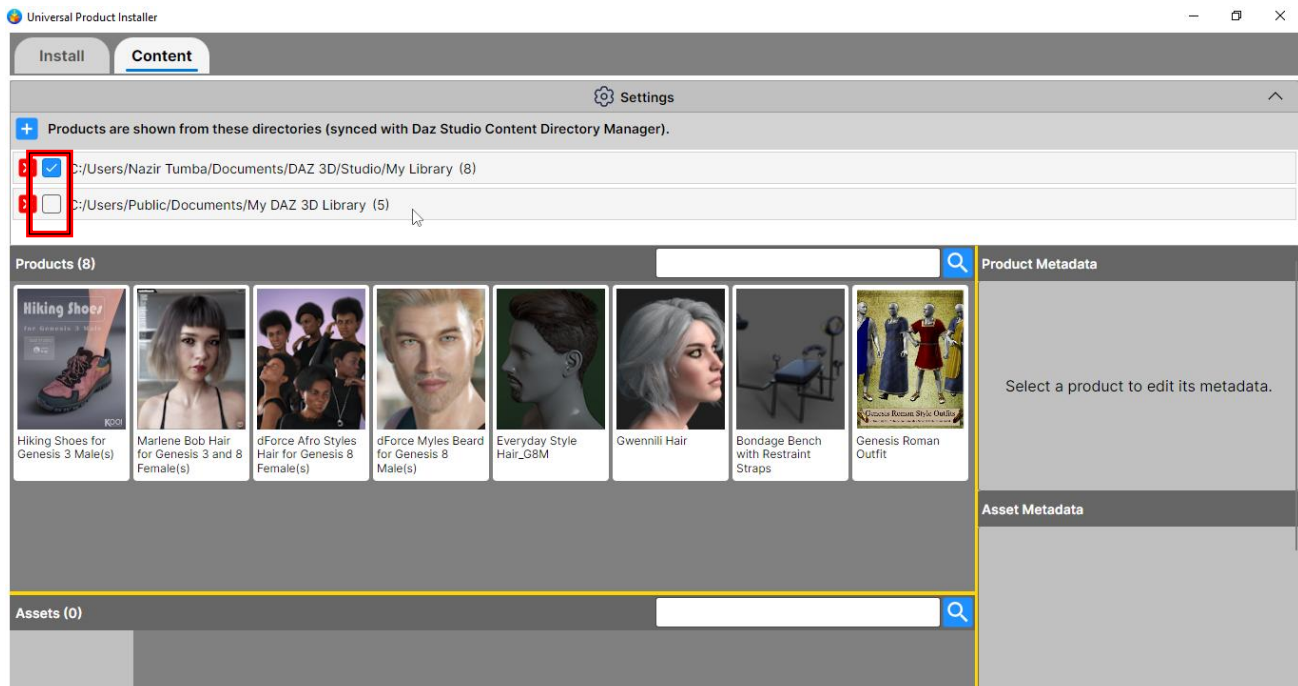 Universal Product Installer
Install
Content
Settings
Products are shown from these directories (synced with Daz Studio Content Directory Manager).
C:/Users/Nazir Tumba/Documents/DAZ 3D/Studio/My Library (8)
C:/Users/Public/Documents/My DAZ 3D Library (5)
Products (8)
Product Metadata
Hiking Shoes
for Genesis 3 Male
Hiking Shoes for
Genesis 3 Male(s)
Marlene Bob Hair
for Genesis 3 and 8
Female(s)
dForce Afro Styles
Hair for Genesis 8
Female(s)
dForce Myles Beard
for Genesis 8
Male(s)
Everyday Style
Hair_G8M
Gwennili Hair
Bondage Bench
with Restraint
Straps
Genesis Roman Style Outfits
Genesis Roman
Outfit
Select a product to edit its metadata.
Asset Metadata
Assets (0)